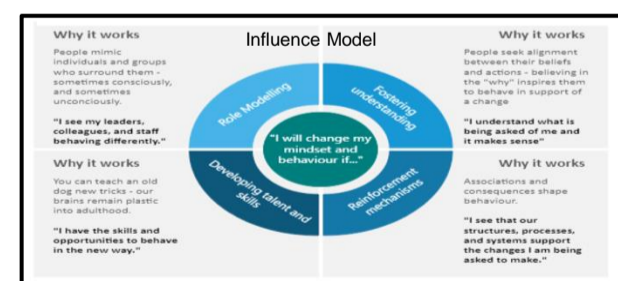 Influence Model
Why it works
People mimic
individuals and groups
who surround them -
sometimes consciously,
and sometimes
unconciously.
"I see my leaders,
colleagues, and staff
behaving differently."
Why it works
People seek alignment
between their beliefs
and actions - believing in
the "why" inspires them
to behave in support of
a change
"I understand what is
being asked of me and
it makes sense"
Role Modelling
Fostering
understanding
"I will change my
mindset and
behaviour if..."
Developing talent and
skills
Reinforcement
mechanisms
Why it works
You can teach an old
dog new tricks - our
brains remain plastic
into adulthood.
"I have the skills and
opportunities to behave
in the new way."
Why it works
Associations and
consequences shape
behaviour.
"I see that our
structures, processes,
and systems support
the changes I am being
asked to make."